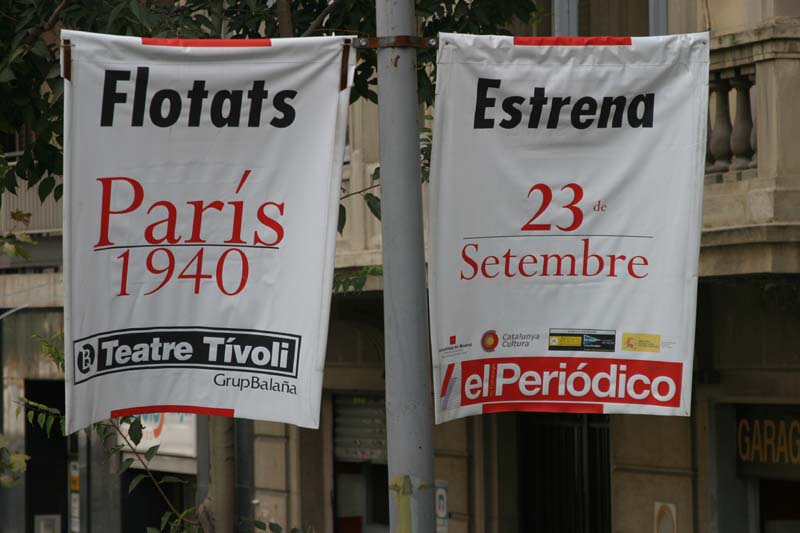 Flotats
París
1940
Teatre Tívoli
GrupBalaña
Estrena
23 de
Setembre
Catalunya
Cultura
el Periódico
GARAG